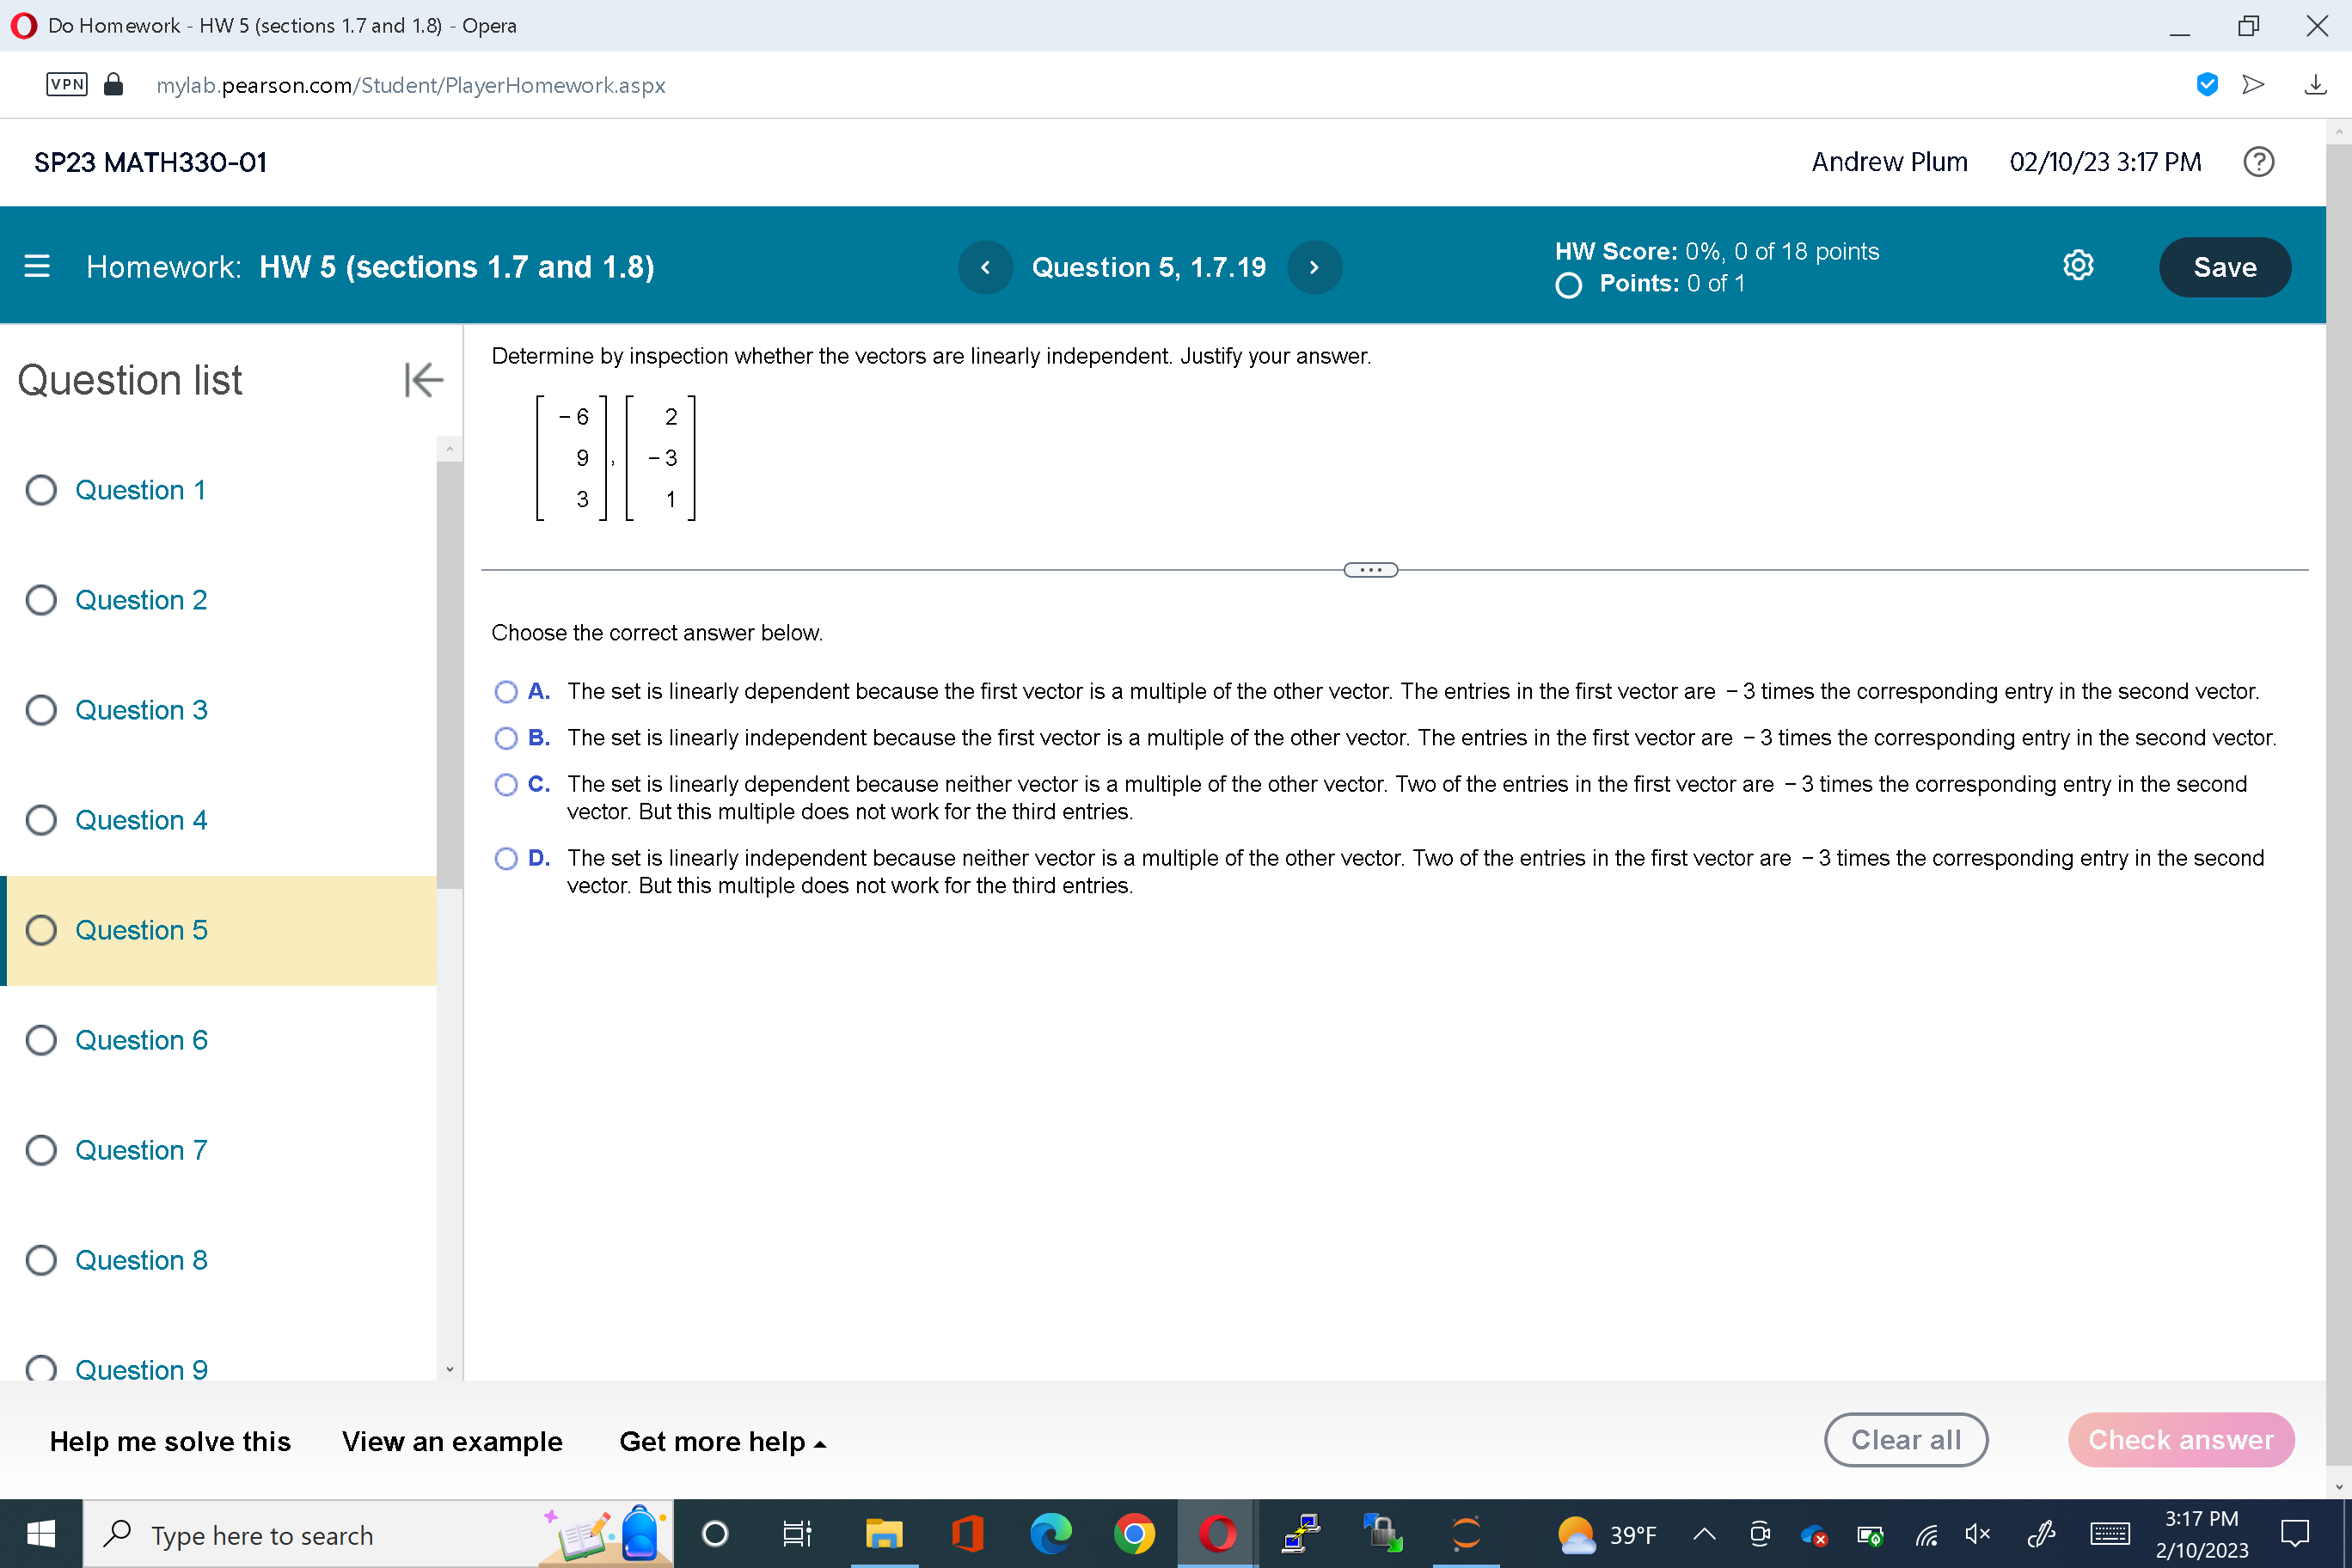 Do Homework - HW 5 (sections 1.7 and 1.8) - Opera
VPN mylab.pearson.com/Student/PlayerHomework.aspx
SP23 MATH330-01
Andrew Plum 02/10/23 3:17 PM ?
Homework: HW 5 (sections 1.7 and 1.8)
Question 5, 1.7.19
HW Score: 0%, 0 of 18 points
Points: 0 of 1
Save
Question list
Question 1
Question 2
Question 3
Question 4
Question 5
Question 6
Question 7
Question 8
Question 9
Determine by inspection whether the vectors are linearly independent. Justify your answer.
- 6 2
9 , - 3
3 1
Choose the correct answer below.
A. The set is linearly dependent because the first vector is a multiple of the other vector. The entries in the first vector are - 3 times the corresponding entry in the second vector.
B. The set is linearly independent because the first vector is a multiple of the other vector. The entries in the first vector are - 3 times the corresponding entry in the second vector.
C. The set is linearly dependent because neither vector is a multiple of the other vector. Two of the entries in the first vector are - 3 times the corresponding entry in the second
vector. But this multiple does not work for the third entries.
D. The set is linearly independent because neither vector is a multiple of the other vector. Two of the entries in the first vector are - 3 times the corresponding entry in the second
vector. But this multiple does not work for the third entries.
Help me solve this View an example Get more help
Clear all Check answer
Type here to search
39°F
3:17 PM
2/10/2023